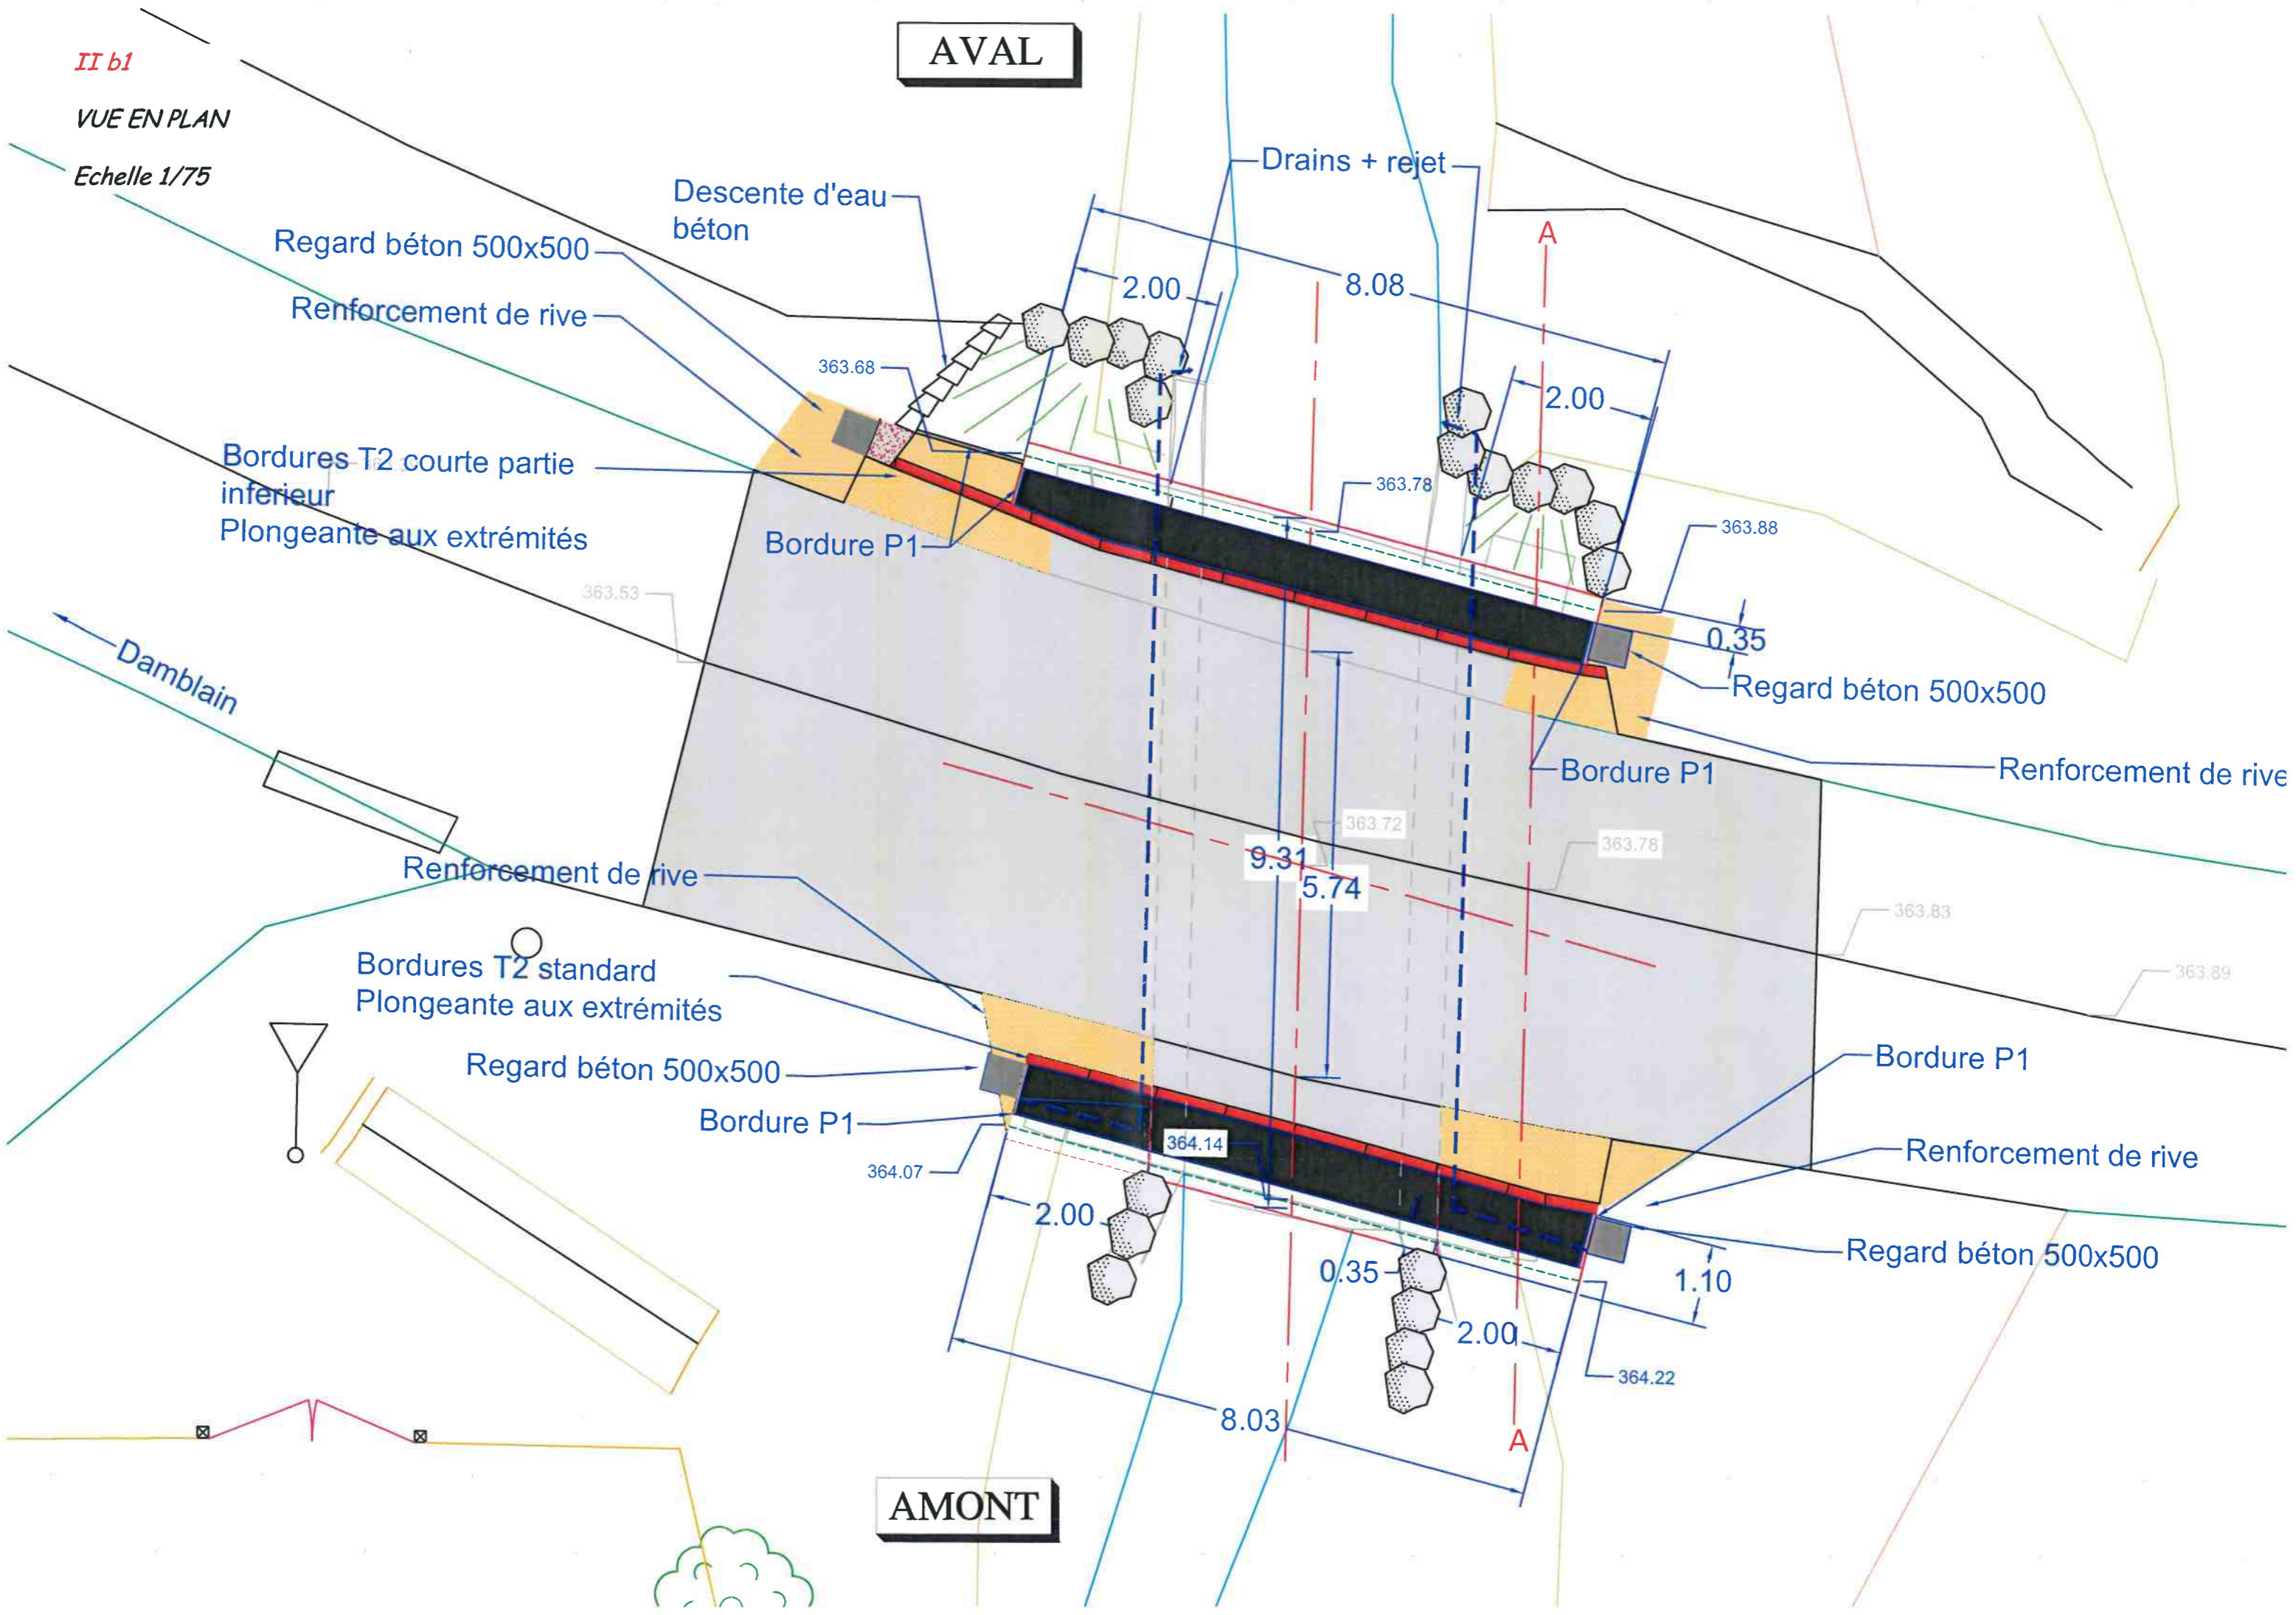 AVAL
II b1
VUE EN PLAN
Echelle 1/75
Drains + rejet
Descente d'eau
béton
A
Regard béton 500x500
8.08
2.00
Renforcement de rive
363.68
2.00
Bordures T2 courte partie
inferieur
Plongeante aux extrémités
363.78
363.88
Bordure P1
363.53
0.35
Damblain
Regard béton 500x500
Bordure P1
Renforcement de rive
363.72
363.78
9.31
5.74
Renforcement de rive
363.83
Bordures T2 standard
Plongeante aux extrémités
363.89
Regard béton 500x500
Bordure P1
Bordure P1
364.14
364.07
Renforcement de rive
2.00
Regard béton 500x500
0.35
1.10
2.00
364.22
8.03
A
AMONT